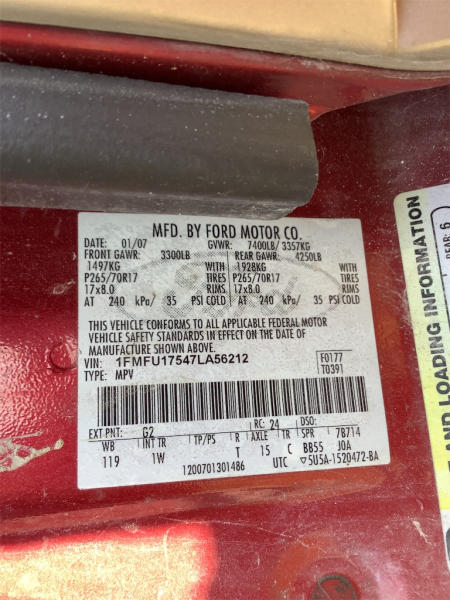 MFD. BY FORD MOTOR CO.
DATE: 01/07 GVWR: 7400LB/ 3357KG
FRONT GAWR: 3300LB REAR GAWR: 4250LB
1497KG WITH 1928KG WITH
P265/70R17 TIRES P265/70R17 TIRES
17x8.0 RIMS 17x8.0 RIMS
AT 240 kPa/ 35 PSI COLD AT 240 kPa/ 35 PSI COLD
THIS VEHICLE CONFORMS TO ALL APPLICABLE FEDERAL MOTOR
VEHICLE SAFETY STANDARDS IN EFFECT ON THE DATE OF
MANUFACTURE SHOWN ABOVE.
VIN: 1FMFU17547LA56212 F0177
TYPE: MPV T0391
EXT PNT: G2 RC: 24 DSO:
WB INT TR TP/PS R AXLE TR SPR 7B714
119 1W T 15 C BB55 JOA
1200701301486 UTC ▽5U5A-1520472-BA
REAR: 6
AND LOADING INFORMATION